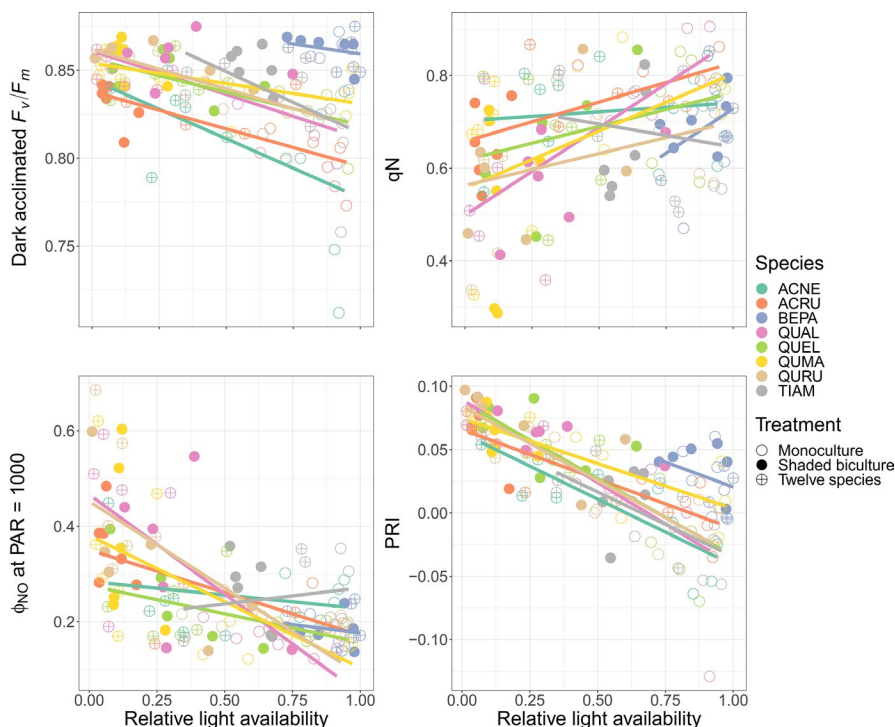 Dark acclimated Fv/Fm
0.85
0.80
0.75
qN
0.8
0.6
0.4
ϕNO at PAR = 1000
0.6
0.4
0.2
0.00 0.25 0.50 0.75 1.00
Relative light availability
PRI
0.10
0.05
0.00
−0.05
−0.10
0.00 0.25 0.50 0.75 1.00
Relative light availability
Species
ACNE
ACRU
BEPA
QUAL
QUEL
QUMA
QURU
TIAM
Treatment
Monoculture
Shaded biculture
Twelve species